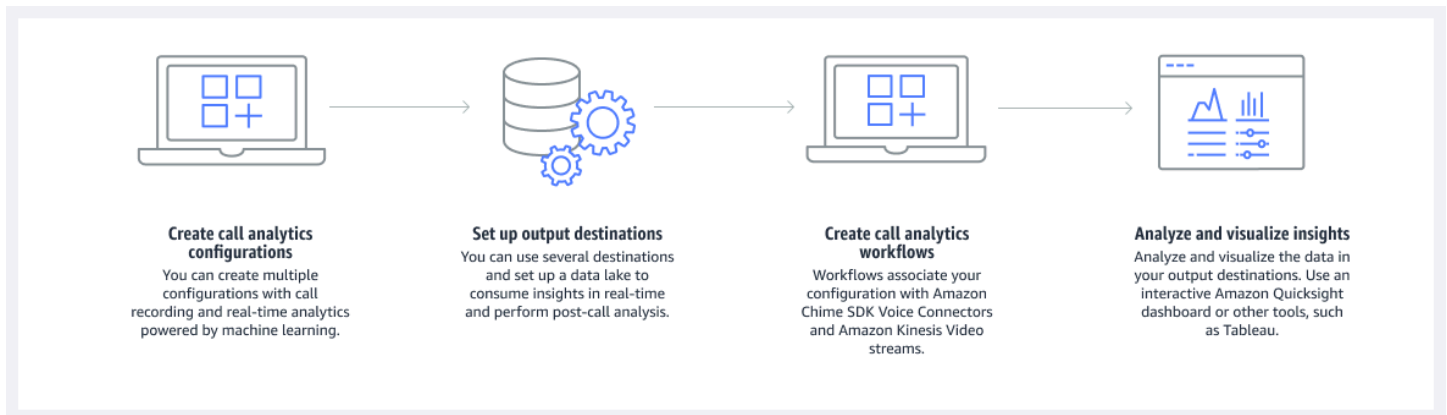 Create call analytics
configurations
You can create multiple
configurations with call
recording and real-time analytics
powered by machine learning.
Set up output destinations
You can use several destinations
and set up a data lake to
consume insights in real-time
and perform post-call analysis.
Create call analytics
workflows
Workflows associate your
configuration with Amazon
Chime SDK Voice Connectors
and Amazon Kinesis Video
streams.
Analyze and visualize insights
Analyze and visualize the data in
your output destinations. Use an
interactive Amazon Quicksight
dashboard or other tools, such
as Tableau.